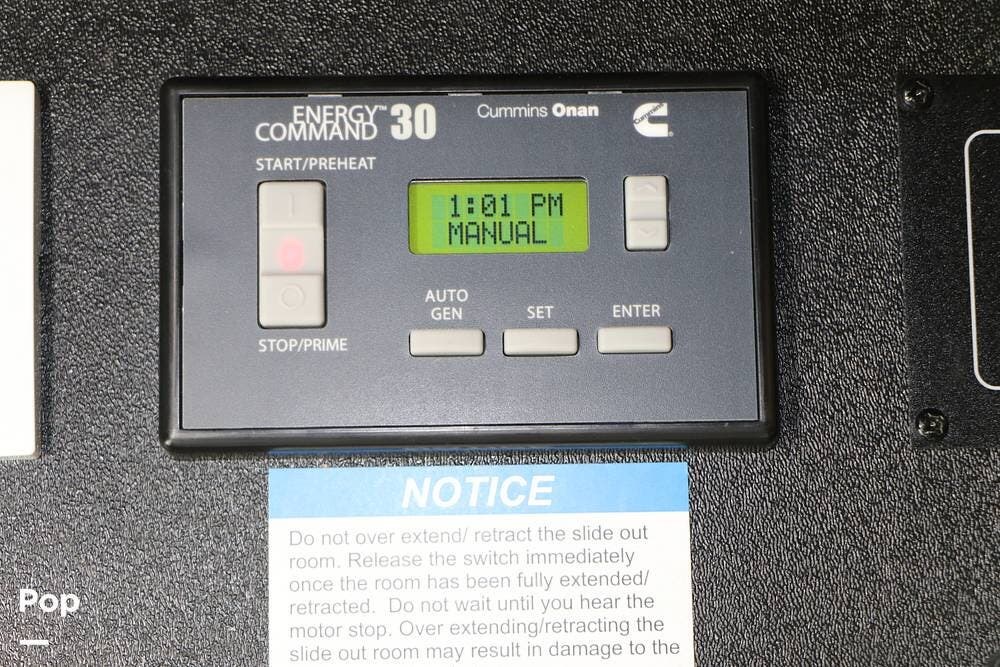 ENERGY™
COMMAND 30
Cummins Onan
Cummins
START/PREHEAT
1:01 PM
MANUAL
AUTO
GEN
SET
ENTER
STOP/PRIME
NOTICE
Do not over extend/ retract the slide out
room. Release the switch immediately
once the room has been fully extended/
retracted.  Do not wait until you hear the
motor stop. Over extending/retracting the
slide out room may result in damage to the
Pop